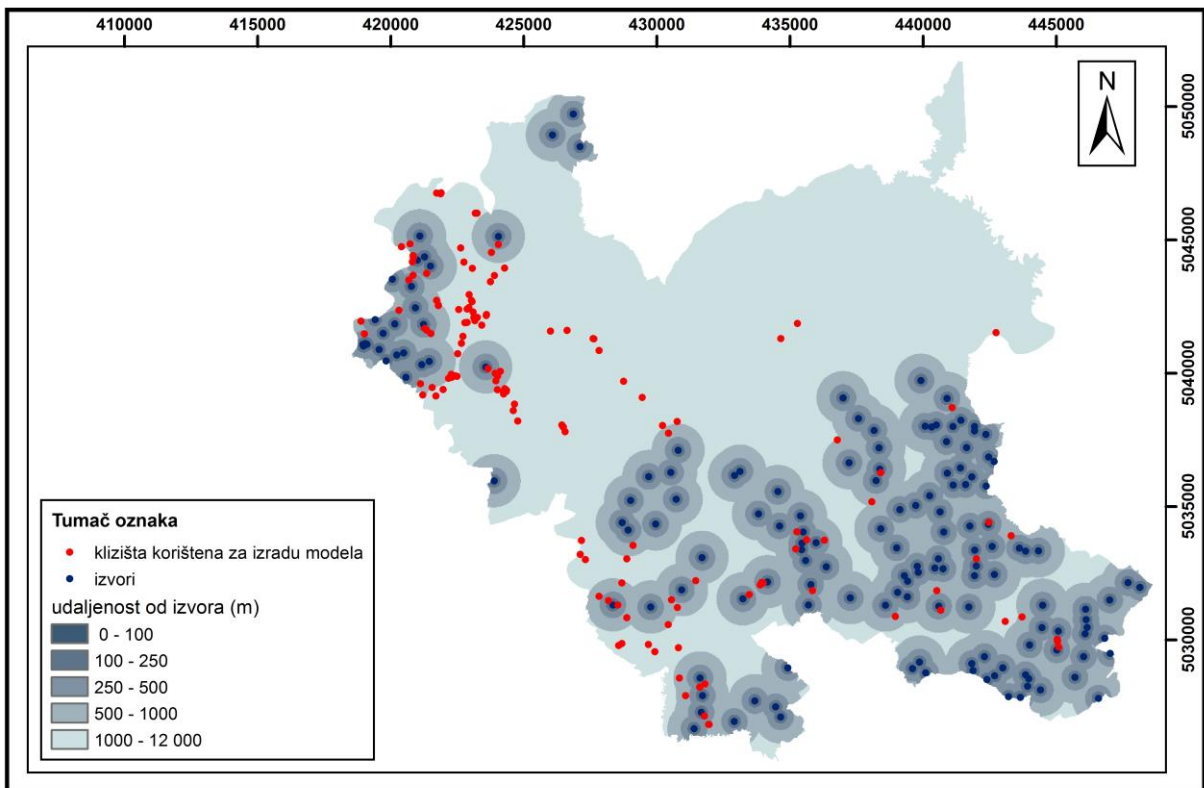 410000 415000 420000 425000 430000 435000 440000 445000
N
5050000
5045000
5040000
5035000
5030000
Tumač oznaka
klizišta korištena za izradu modela
izvori
udaljenost od izvora (m)
0 - 100
100 - 250
250 - 500
500 - 1000
1000 - 12 000